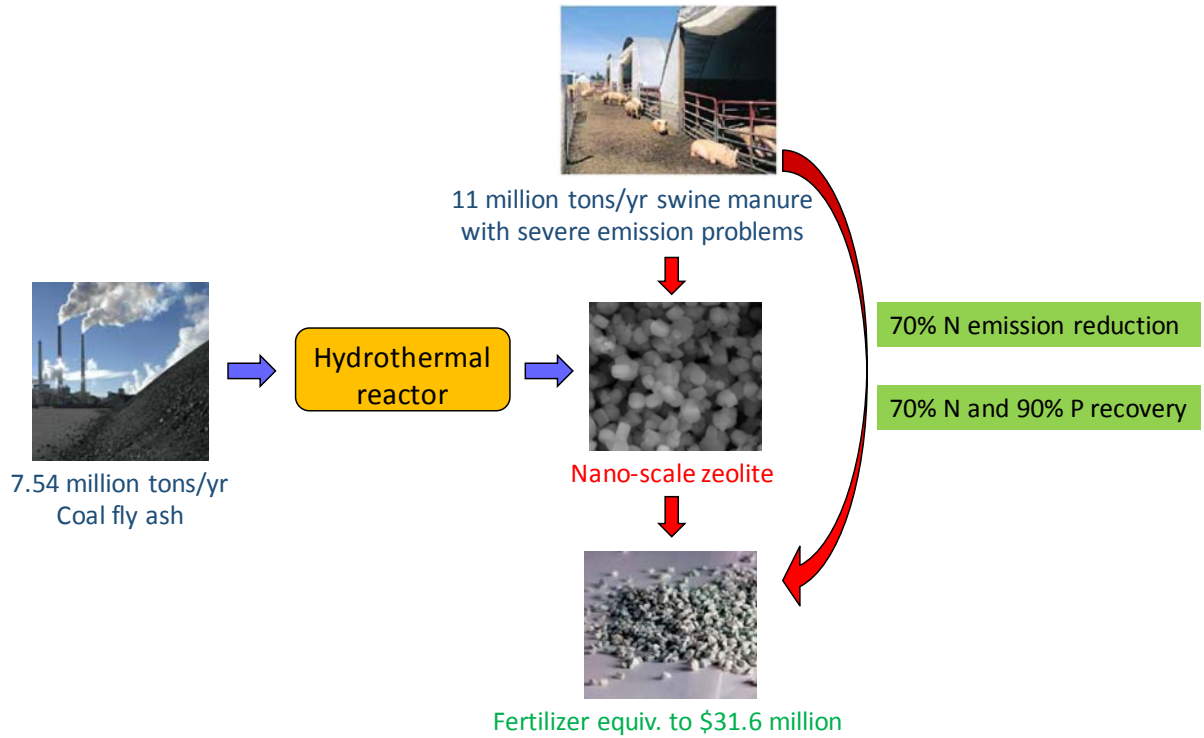 11 million tons/yr swine manure
with severe emission problems
70% N emission reduction
Hydrothermal
reactor
70% N and 90% P recovery
7.54 million tons/yr
Coal fly ash
Nano-scale zeolite
Fertilizer equiv. to $31.6 million